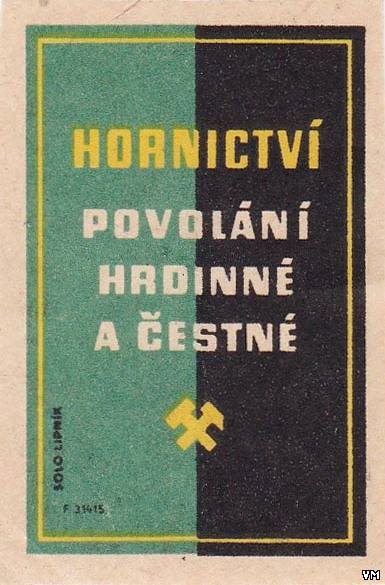 HORNICTVÍ
POVOLÁNÍ
HRDINNÉ
A ČESTNÉ
SOLO LIPNÍK
F 31415
VM